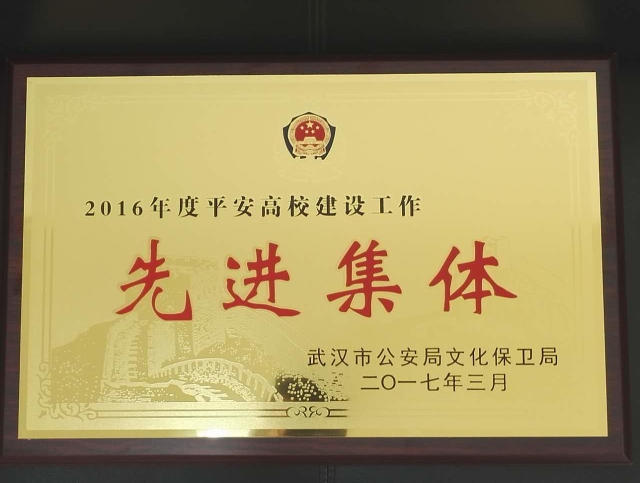 2016年度平安高校建设工作
先进集体
武汉市公安局文化保卫局
二〇一七年三月